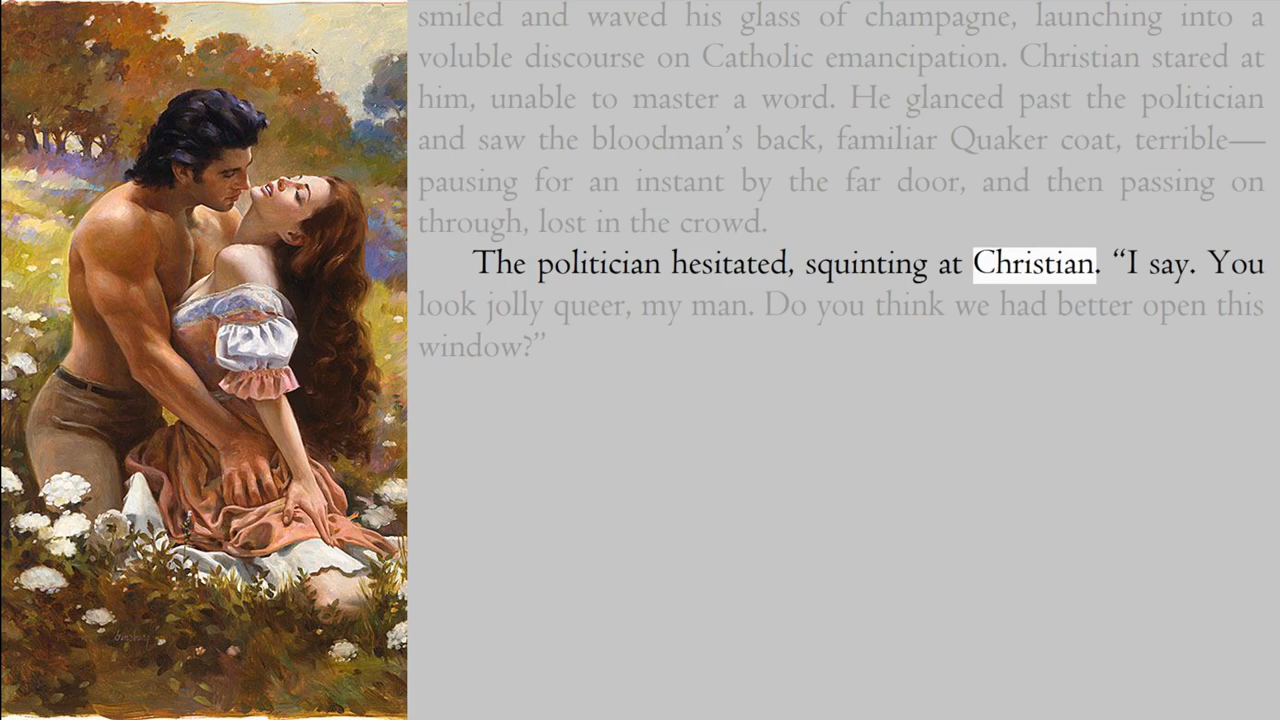 smiled and waved his glass of champagne, launching into a
voluble discourse on Catholic emancipation. Christian stared at
him, unable to master a word. He glanced past the politician
and saw the bloodman’s back, familiar Quaker coat, terrible—
pausing for an instant by the far door, and then passing on
through, lost in the crowd.
The politician hesitated, squinting at Christian. “I say. You
look jolly queer, my man. Do you think we had better open this
window?”